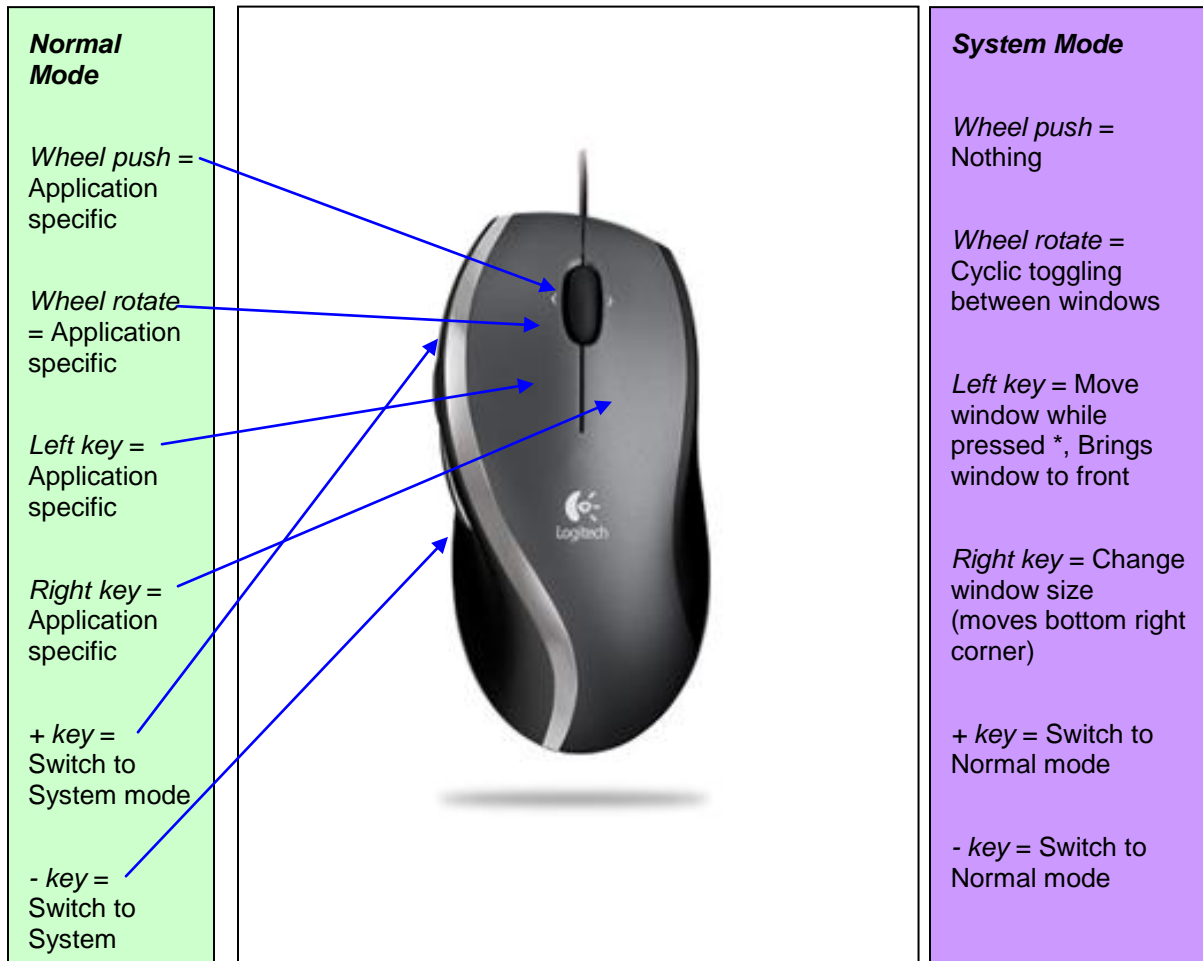 Normal
Mode
Wheel push =
Application
specific
Wheel rotate
= Application
specific
Left key =
Application
specific
Right key =
Application
specific
+ key =
Switch to
System mode
- key =
Switch to
System
Logitech
System Mode
Wheel push =
Nothing
Wheel rotate =
Cyclic toggling
between windows
Left key = Move
window while
pressed *, Brings
window to front
Right key = Change
window size
(moves bottom right
corner)
+ key = Switch to
Normal mode
- key = Switch to
Normal mode